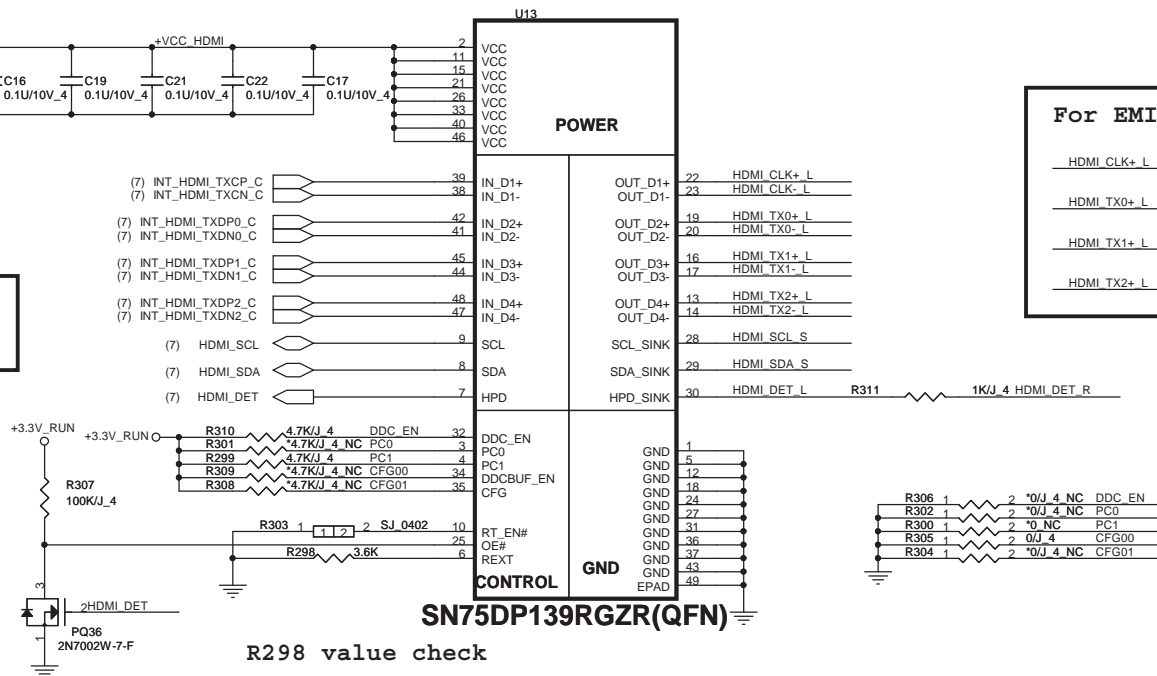 U13
+VCC_HDMI
C16 C19 C21 C22 C17
0.1U/10V_4 0.1U/10V_4 0.1U/10V_4 0.1U/10V_4 0.1U/10V_4
2 VCC
11 VCC
15 VCC
21 VCC
26 VCC
33 VCC
40 VCC
46 VCC
POWER
For EMI
HDMI_CLK+_L
HDMI_TX0+_L
HDMI_TX1+_L
HDMI_TX2+_L
(7) INT_HDMI_TXCP_C 39 IN_D1+ OUT_D1+ 22 HDMI_CLK+_L
(7) INT_HDMI_TXCN_C 38 IN_D1- OUT_D1- 23 HDMI_CLK-_L
(7) INT_HDMI_TXDP0_C 42 IN_D2+ OUT_D2+ 19 HDMI_TX0+_L
(7) INT_HDMI_TXDN0_C 41 IN_D2- OUT_D2- 20 HDMI_TX0-_L
(7) INT_HDMI_TXDP1_C 45 IN_D3+ OUT_D3+ 16 HDMI_TX1+_L
(7) INT_HDMI_TXDN1_C 44 IN_D3- OUT_D3- 17 HDMI_TX1-_L
(7) INT_HDMI_TXDP2_C 48 IN_D4+ OUT_D4+ 13 HDMI_TX2+_L
(7) INT_HDMI_TXDN2_C 47 IN_D4- OUT_D4- 14 HDMI_TX2-_L
(7) HDMI_SCL 9 SCL SCL_SINK 28 HDMI_SCL_S
(7) HDMI_SDA 8 SDA SDA_SINK 29 HDMI_SDA_S
(7) HDMI_DET 7 HPD HPD_SINK 30 HDMI_DET_L R311 1K/J_4 HDMI_DET_R
+3.3V_RUN +3.3V_RUN
R310 4.7K/J_4 DDC_EN 32 DDC_EN
R301 *4.7K/J_4_NC PC0 3 PC0
R299 4.7K/J_4 PC1 4 PC1
R309 *4.7K/J_4_NC CFG00 34 DDCBUF_EN
R308 *4.7K/J_4_NC CFG01 35 CFG
R307
100K/J_4
R303 1 1 2 2 SJ_0402 10 RT_EN#
25 OE#
R298 3.6K 6 REXT
CONTROL
GND 1
GND 5
GND 12
GND 18
GND 24
GND 27
GND 31
GND 36
GND 37
GND 43
EPAD 49
GND
R306 1 2 *0/J_4_NC DDC_EN
R302 1 2 *0/J_4_NC PC0
R300 1 2 *0_NC PC1
R305 1 2 0/J_4 CFG00
R304 1 2 *0/J_4_NC CFG01
3
2 HDMI_DET
1
PQ36
2N7002W-7-F
SN75DP139RGZR(QFN)
R298 value check